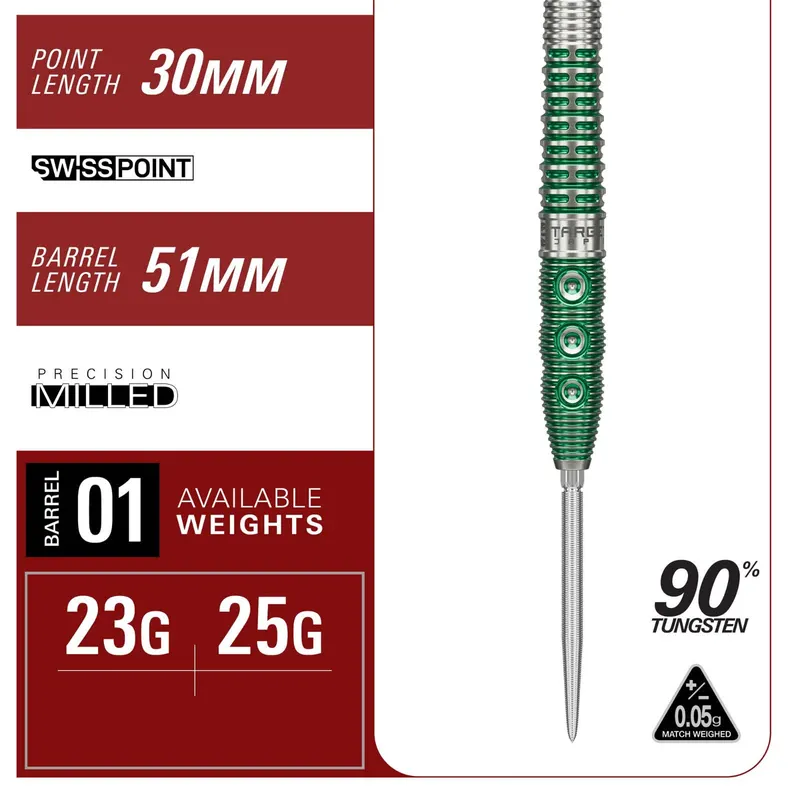 POINT
LENGTH
30MM
SWISSPOINT
BARREL
LENGTH
51MM
PRECISION
MILLED
BARREL
01
AVAILABLE
WEIGHTS
23G
25G
TARGE
90%
TUNGSTEN
+/-
0.05g
MATCH WEIGHED